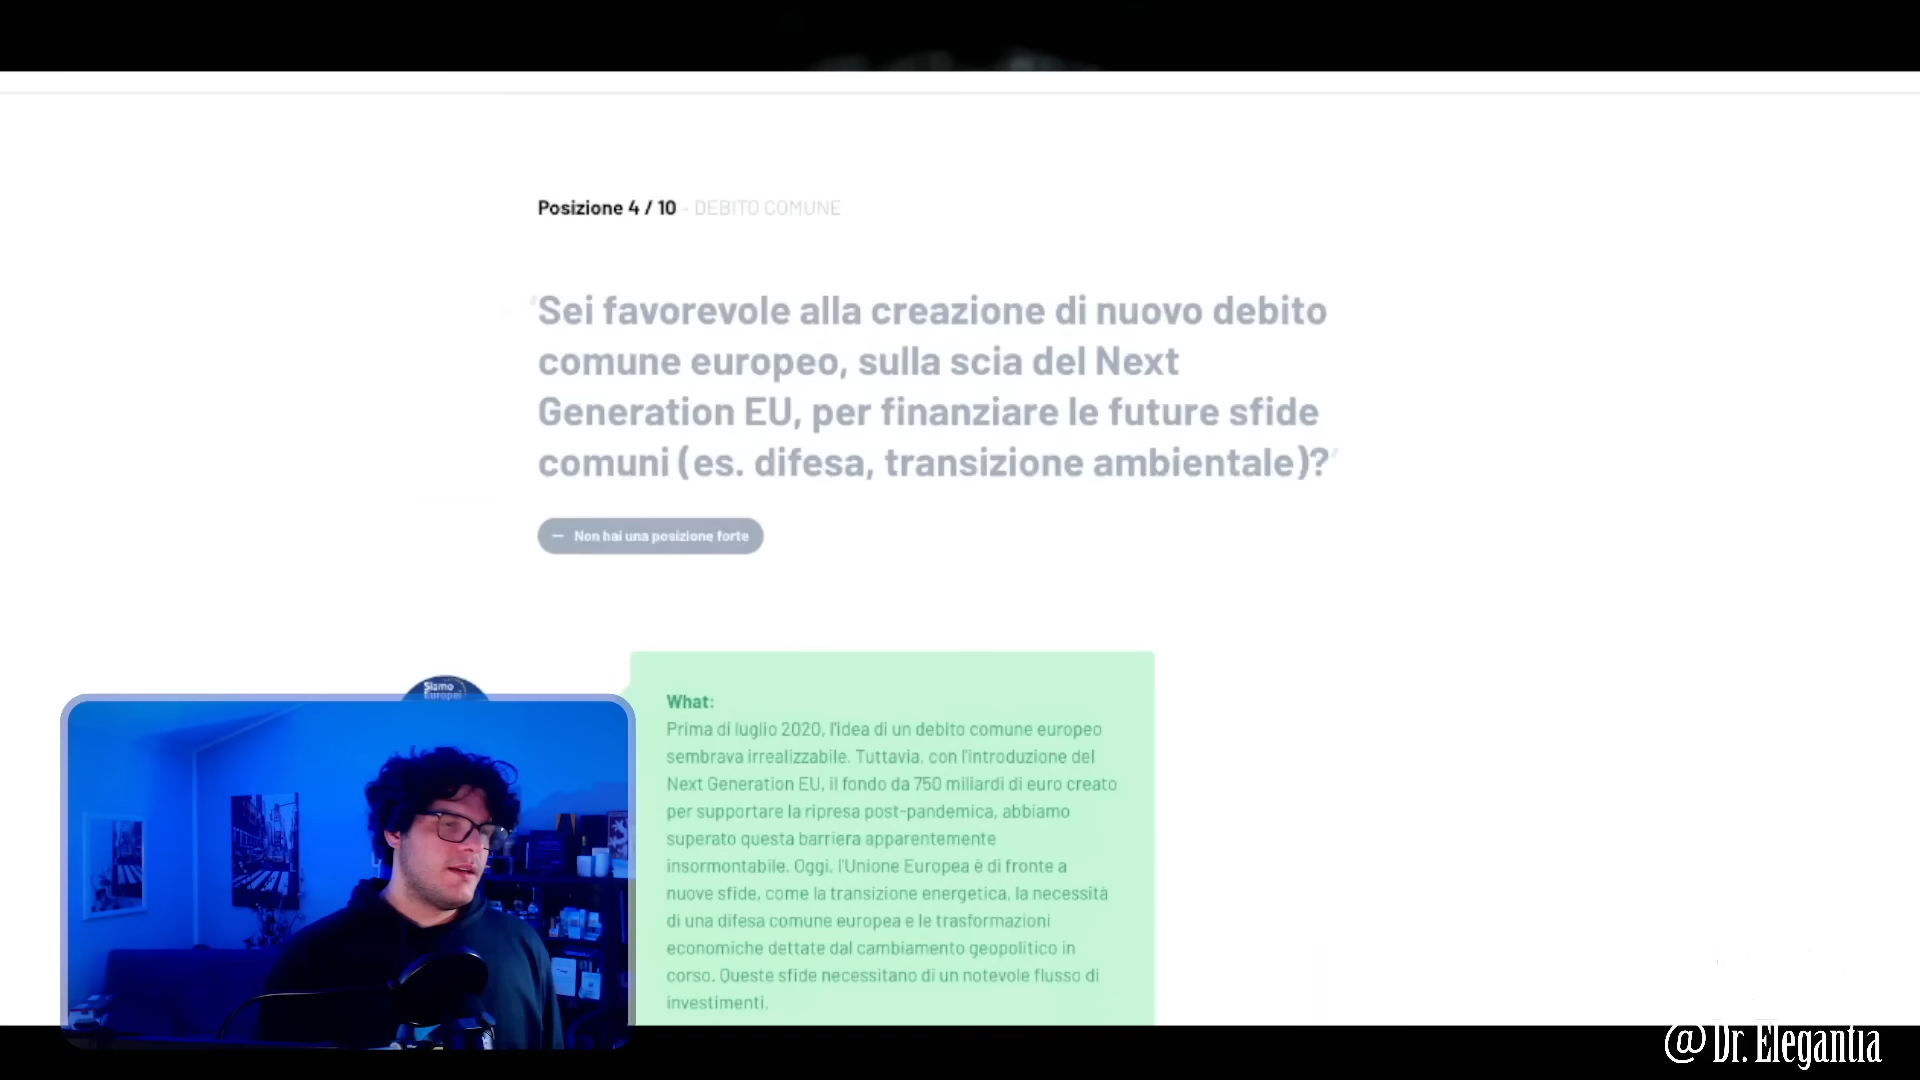 Posizione 4 / 10 - DEBITO COMUNE
"Sei favorevole alla creazione di nuovo debito
comune europeo, sulla scia del Next
Generation EU, per finanziare le future sfide
comuni (es. difesa, transizione ambientale)?"
— Non hai una posizione forte
Siamo
Europei
What:
Prima di luglio 2020, l'idea di un debito comune europeo
sembrava irrealizzabile. Tuttavia, con l'introduzione del
Next Generation EU, il fondo da 750 miliardi di euro creato
per supportare la ripresa post-pandemica, abbiamo
superato questa barriera apparentemente
insormontabile. Oggi, l'Unione Europea è di fronte a
nuove sfide, come la transizione energetica, la necessità
di una difesa comune europea e le trasformazioni
economiche dettate dal cambiamento geopolitico in
corso. Queste sfide necessitano di un notevole flusso di
investimenti.
@Dr. Elegantia